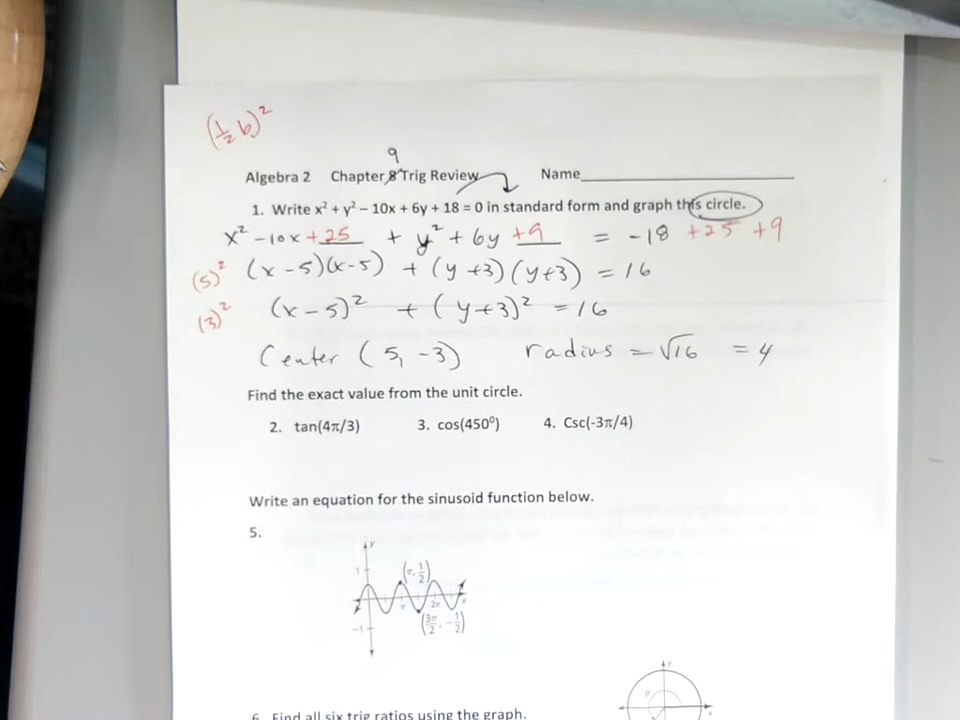 (½ b)²
9
Algebra 2 Chapter 8 Trig Review Name
1. Write x² + y² – 10x + 6y + 18 = 0 in standard form and graph this circle.
x² - 10x + 25 + y² + 6y + 9 = -18 + 25 + 9
(5)² (x - 5)(x - 5) + (y + 3)(y + 3) = 16
(3)² (x - 5)² + (y + 3)² = 16
Center (5, -3) radius = √16 = 4
Find the exact value from the unit circle.
2. tan(4π/3) 3. cos(450⁰) 4. Csc(-3π/4)
Write an equation for the sinusoid function below.
5.
y
1
(π, 1/2)
π 2π x
-1
(3π/2, -1/2)
y
θ
x
6. Find all six trig ratios using the graph.